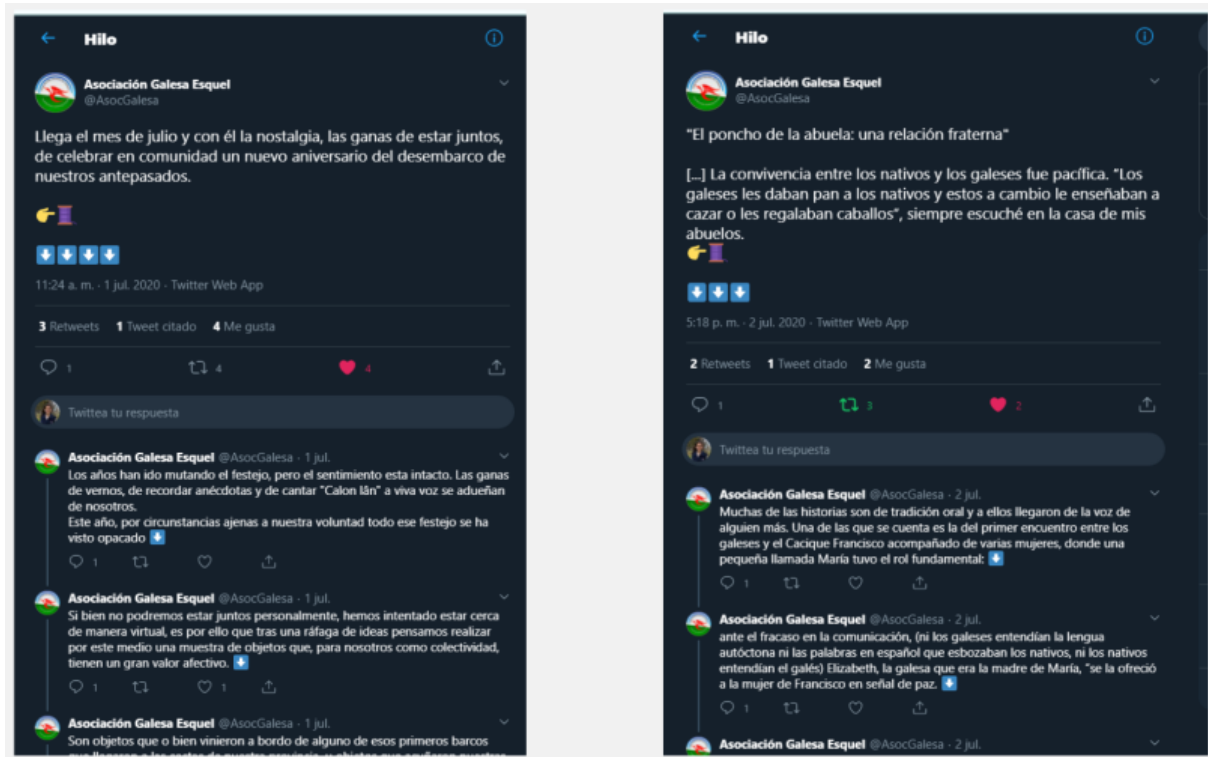 Hilo
Asociación Galesa Esquel
@AsocGalesa
Llega el mes de julio y con él la nostalgia, las ganas de estar juntos,
de celebrar en comunidad un nuevo aniversario del desembarco de
nuestros antepasados.
11:24 a. m. · 1 jul. 2020 · Twitter Web App
3 Retweets 1 Tweet citado 4 Me gusta
1 4 4
Twittea tu respuesta
Asociación Galesa Esquel @AsocGalesa · 1 jul.
Los años han ido mutando el festejo, pero el sentimiento esta intacto. Las ganas
de vernos, de recordar anécdotas y de cantar "Calon lân" a viva voz se adueñan
de nosotros.
Este año, por circunstancias ajenas a nuestra voluntad todo ese festejo se ha
visto opacado
1
Asociación Galesa Esquel @AsocGalesa · 1 jul.
Si bien no podremos estar juntos personalmente, hemos intentado estar cerca
de manera virtual, es por ello que tras una ráfaga de ideas pensamos realizar
por este medio una muestra de objetos que, para nosotros como colectividad,
tienen un gran valor afectivo.
1 1
Asociación Galesa Esquel @AsocGalesa · 1 jul.
Son objetos que o bien vinieron a bordo de alguno de esos primeros barcos
Hilo
Asociación Galesa Esquel
@AsocGalesa
"El poncho de la abuela: una relación fraterna"
[...] La convivencia entre los nativos y los galeses fue pacífica. "Los
galeses les daban pan a los nativos y estos a cambio le enseñaban a
cazar o les regalaban caballos", siempre escuché en la casa de mis
abuelos.
5:18 p. m. · 2 jul. 2020 · Twitter Web App
2 Retweets 1 Tweet citado 2 Me gusta
1 3 2
Twittea tu respuesta
Asociación Galesa Esquel @AsocGalesa · 2 jul.
Muchas de las historias son de tradición oral y a ellos llegaron de la voz de
alguien más. Una de las que se cuenta es la del primer encuentro entre los
galeses y el Cacique Francisco acompañado de varias mujeres, donde una
pequeña llamada María tuvo el rol fundamental:
1
Asociación Galesa Esquel @AsocGalesa · 2 jul.
ante el fracaso en la comunicación, (ni los galeses entendían la lengua
autóctona ni las palabras en español que esbozaban los nativos, ni los nativos
entendían el galés) Elizabeth, la galesa que era la madre de María, "se la ofreció
a la mujer de Francisco en señal de paz.
1
Asociación Galesa Esquel @AsocGalesa · 2 jul.